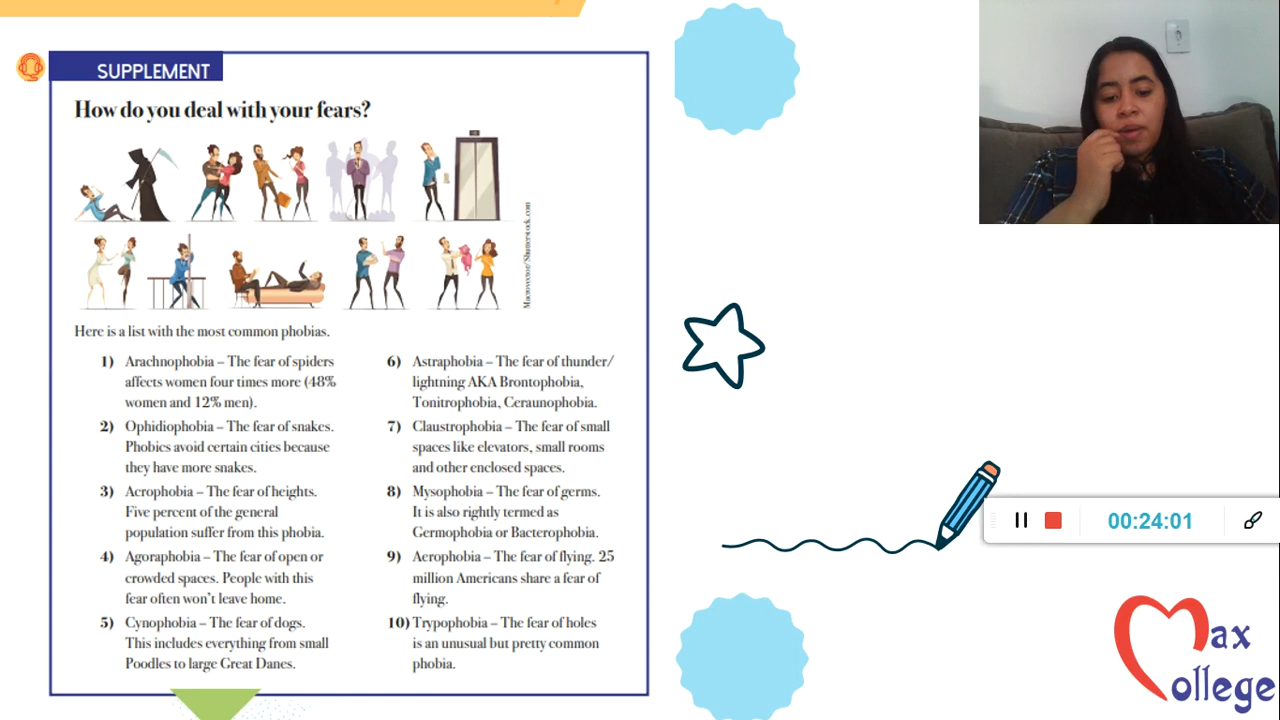 SUPPLEMENT
How do you deal with your fears?
Macrovector/Shutterstock.com
Here is a list with the most common phobias.
1) Arachnophobia – The fear of spiders
affects women four times more (48%
women and 12% men).
2) Ophidiophobia – The fear of snakes.
Phobics avoid certain cities because
they have more snakes.
3) Acrophobia – The fear of heights.
Five percent of the general
population suffer from this phobia.
4) Agoraphobia – The fear of open or
crowded spaces. People with this
fear often won't leave home.
5) Cynophobia – The fear of dogs.
This includes everything from small
Poodles to large Great Danes.
6) Astraphobia – The fear of thunder/
lightning AKA Brontophobia,
Tonitrophobia, Ceraunophobia.
7) Claustrophobia – The fear of small
spaces like elevators, small rooms
and other enclosed spaces.
8) Mysophobia – The fear of germs.
It is also rightly termed as
Germophobia or Bacterophobia.
9) Aerophobia – The fear of flying. 25
million Americans share a fear of
flying.
10) Trypophobia – The fear of holes
is an unusual but pretty common
phobia.
00:24:01
Max
College